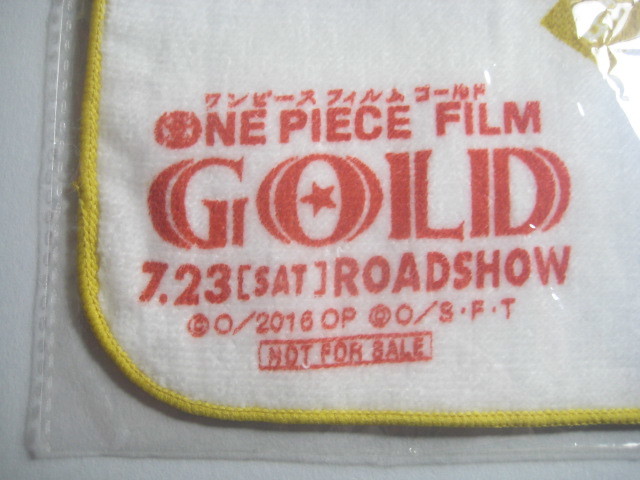 ワンピース フィルム ゴールド
ONE PIECE FILM
GOLD
7.23[SAT]ROADSHOW
©O/2016 OP ©O/S・F・T
NOT FOR SALE